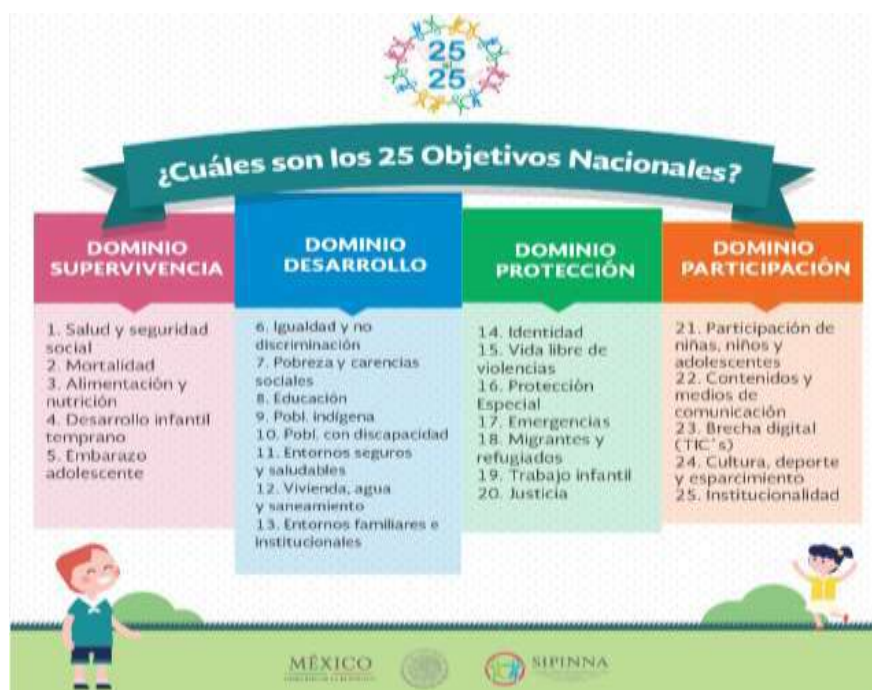 25
al
25
¿Cuáles son los 25 Objetivos Nacionales?
DOMINIO
SUPERVIVENCIA
1. Salud y seguridad
social
2. Mortalidad
3. Alimentación y
nutrición
4. Desarrollo infantil
temprano
5. Embarazo
adolescente
DOMINIO
DESARROLLO
6. Igualdad y no
discriminación
7. Pobreza y carencias
sociales
8. Educación
9. Pobl. indígena
10. Pobl. con discapacidad
11. Entornos seguros
y saludables
12. Vivienda, agua
y saneamiento
13. Entornos familiares e
institucionales
DOMINIO
PROTECCIÓN
14. Identidad
15. Vida libre de
violencias
16. Protección
Especial
17. Emergencias
18. Migrantes y
refugiados
19. Trabajo infantil
20. Justicia
DOMINIO
PARTICIPACIÓN
21. Participación de
niñas, niños y
adolescentes
22. Contenidos y
medios de
comunicación
23. Brecha digital
(TIC´s)
24. Cultura, deporte
y esparcimiento
25. Institucionalidad
MÉXICO
SIPINNA